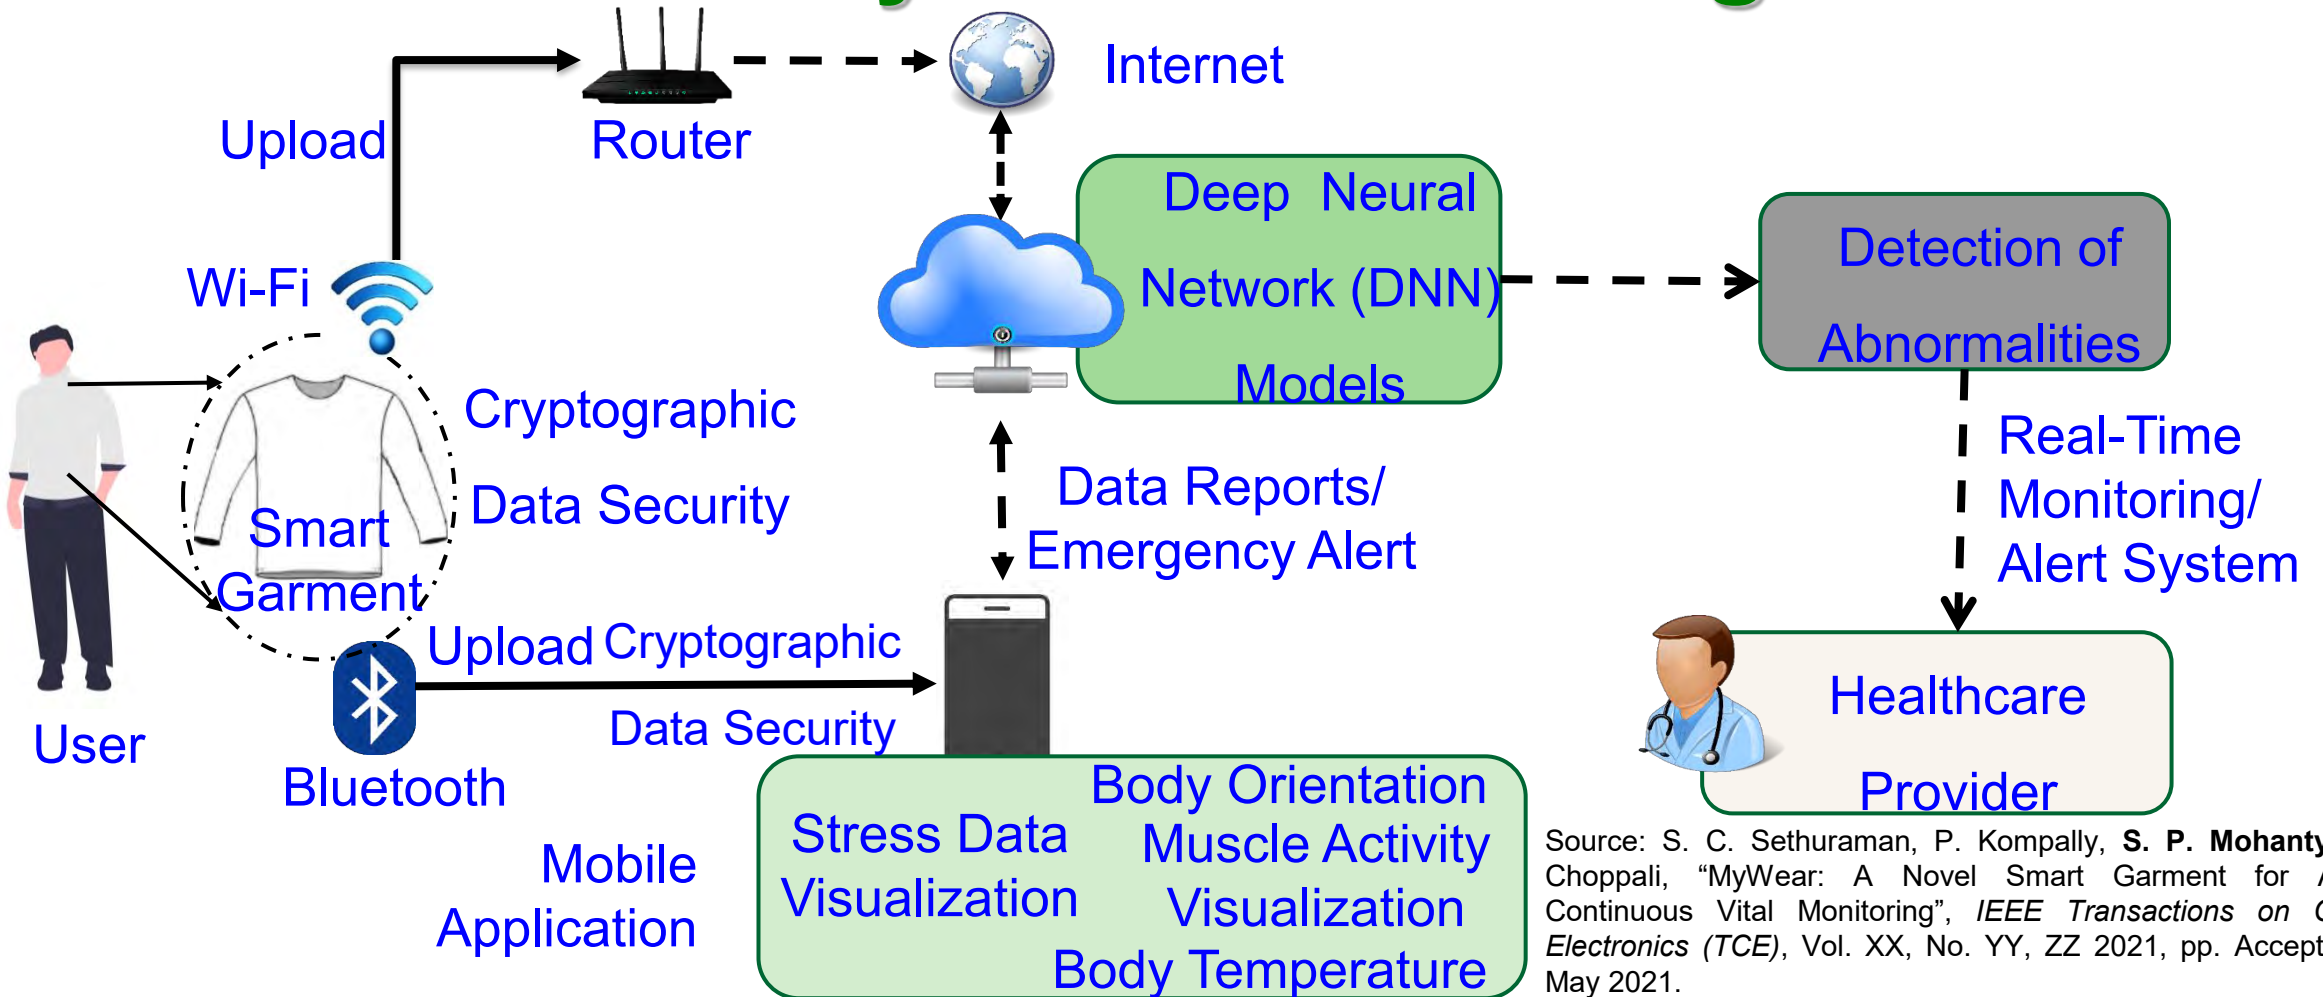 Internet
Upload
Router
Deep Neural
Network (DNN)
Models
Detection of
Abnormalities
Wi-Fi
Cryptographic
Data Security
Smart
Garment
Data Reports/
Emergency Alert
Real-Time
Monitoring/
Alert System
Upload Cryptographic
Data Security
User
Bluetooth
Healthcare
Provider
Mobile
Application
Stress Data
Visualization
Body Orientation
Muscle Activity
Visualization
Body Temperature
Source: S. C. Sethuraman, P. Kompally, S. P. Mohanty
Choppali, “MyWear: A Novel Smart Garment for
Continuous Vital Monitoring”, IEEE Transactions on
Electronics (TCE), Vol. XX, No. YY, ZZ 2021, pp. Accept
May 2021.